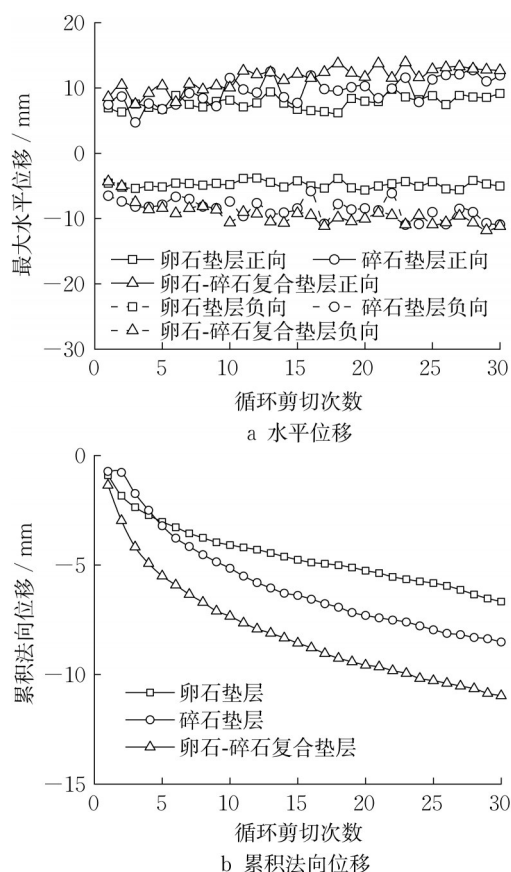 20
10
0
−10
−20
−30
最大水平位移 / mm
卵石垫层正向 碎石垫层正向
卵石-碎石复合垫层正向
卵石垫层负向 碎石垫层负向
卵石-碎石复合垫层负向
0 5 10 15 20 25 30
循环剪切次数
a 水平位移
0
−5
−10
−15
累积法向位移 / mm
卵石垫层
碎石垫层
卵石-碎石复合垫层
0 5 10 15 20 25 30
循环剪切次数
b 累积法向位移